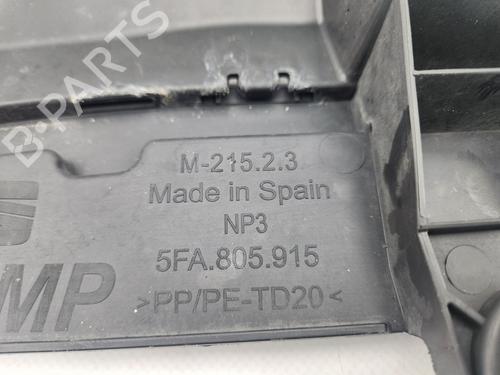 B-PARTS
M-215.2.3
Made in Spain
NP3
5FA.805.915
>PP/PE-TD20<
MP